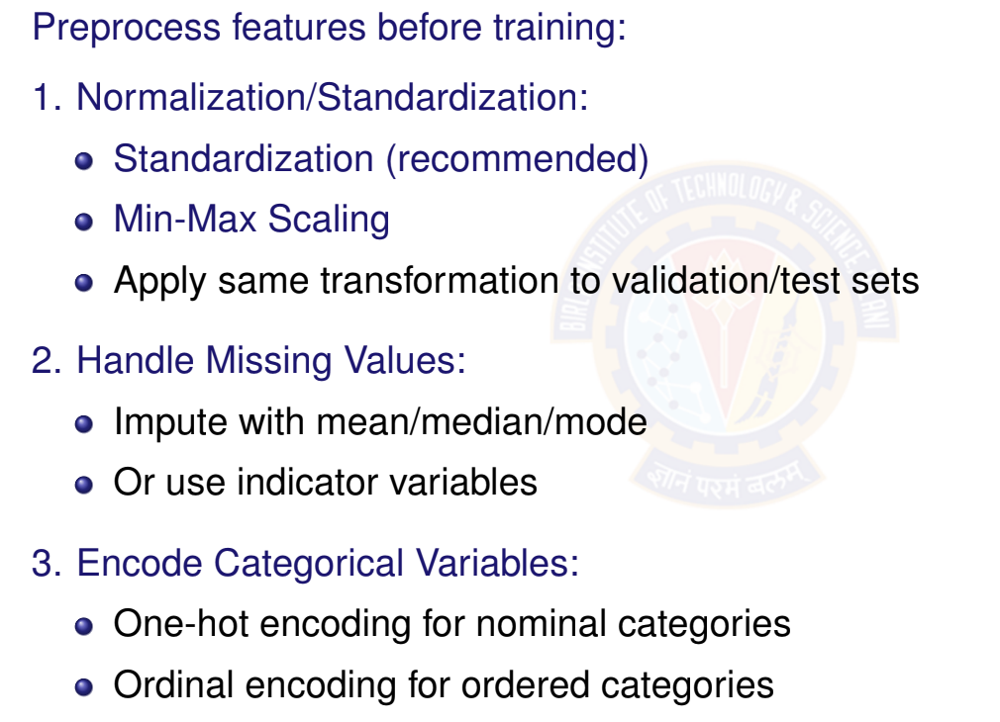 Preprocess features before training:
1. Normalization/Standardization:
Standardization (recommended)
Min-Max Scaling
Apply same transformation to validation/test sets
2. Handle Missing Values:
Impute with mean/median/mode
Or use indicator variables
3. Encode Categorical Variables:
One-hot encoding for nominal categories
Ordinal encoding for ordered categories
ज्ञानं परमं बलम्